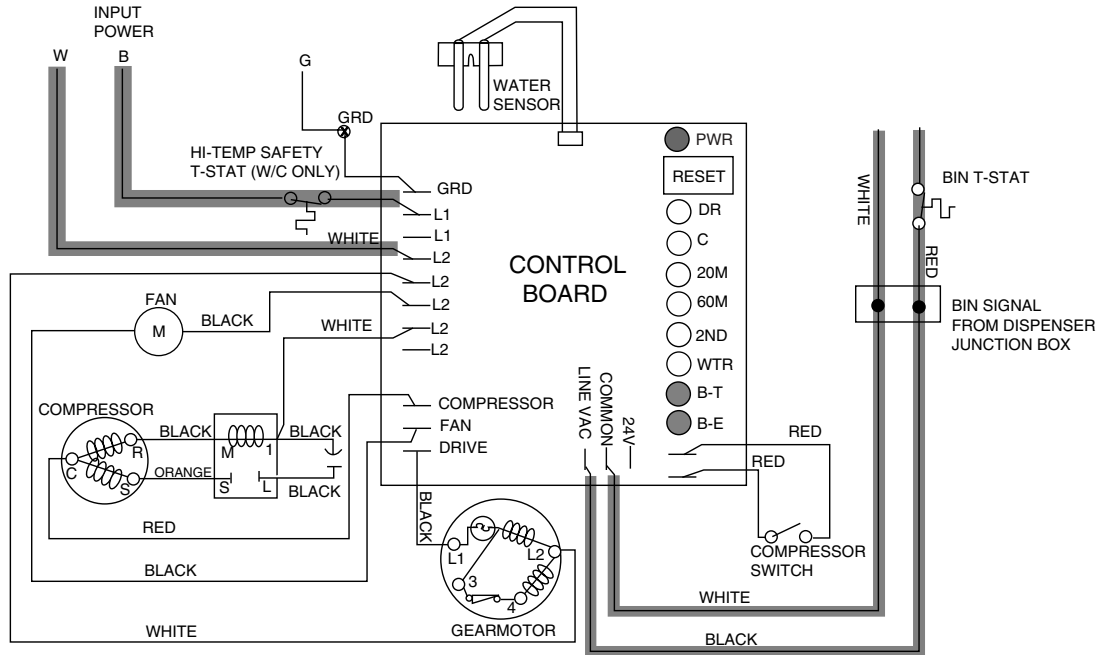 INPUT
POWER
W
B
G
GRD
WATER
SENSOR
HI-TEMP SAFETY
T-STAT (W/C ONLY)
GRD
L1
L1
WHITE
L2
L2
L2
L2
L2
FAN
M
BLACK
WHITE
CONTROL
BOARD
PWR
RESET
DR
C
20M
60M
2ND
WTR
B-T
B-E
WHITE
BIN T-STAT
RED
BIN SIGNAL
FROM DISPENSER
JUNCTION BOX
LINE VAC
COMMON
24V
COMPRESSOR
FAN
DRIVE
COMPRESSOR
R
C
S
BLACK
M
1
BLACK
ORANGE
S
L
BLACK
RED
BLACK
WHITE
BLACK
L1
L2
3
4
GEARMOTOR
RED
RED
COMPRESSOR
SWITCH
WHITE
BLACK